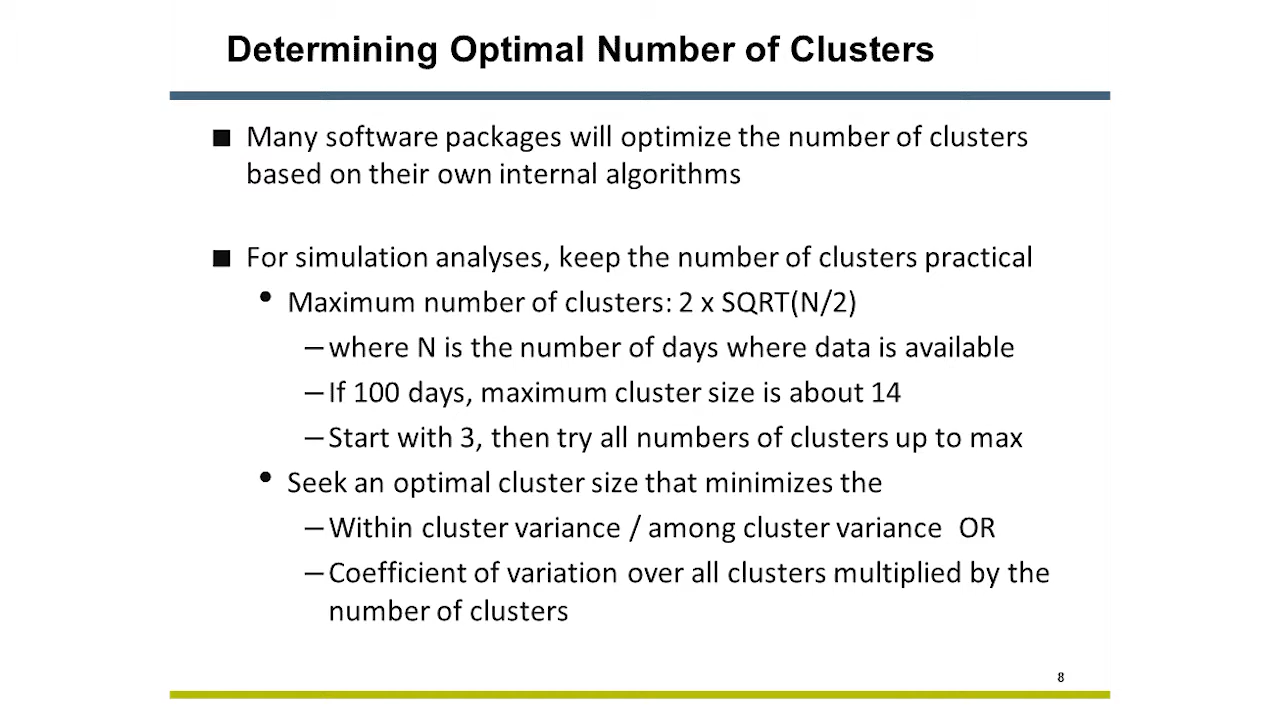 Determining Optimal Number of Clusters
■ Many software packages will optimize the number of clusters
based on their own internal algorithms
■ For simulation analyses, keep the number of clusters practical
• Maximum number of clusters: 2 x SQRT(N/2)
–where N is the number of days where data is available
–If 100 days, maximum cluster size is about 14
–Start with 3, then try all numbers of clusters up to max
• Seek an optimal cluster size that minimizes the
–Within cluster variance / among cluster variance OR
–Coefficient of variation over all clusters multiplied by the
number of clusters
8